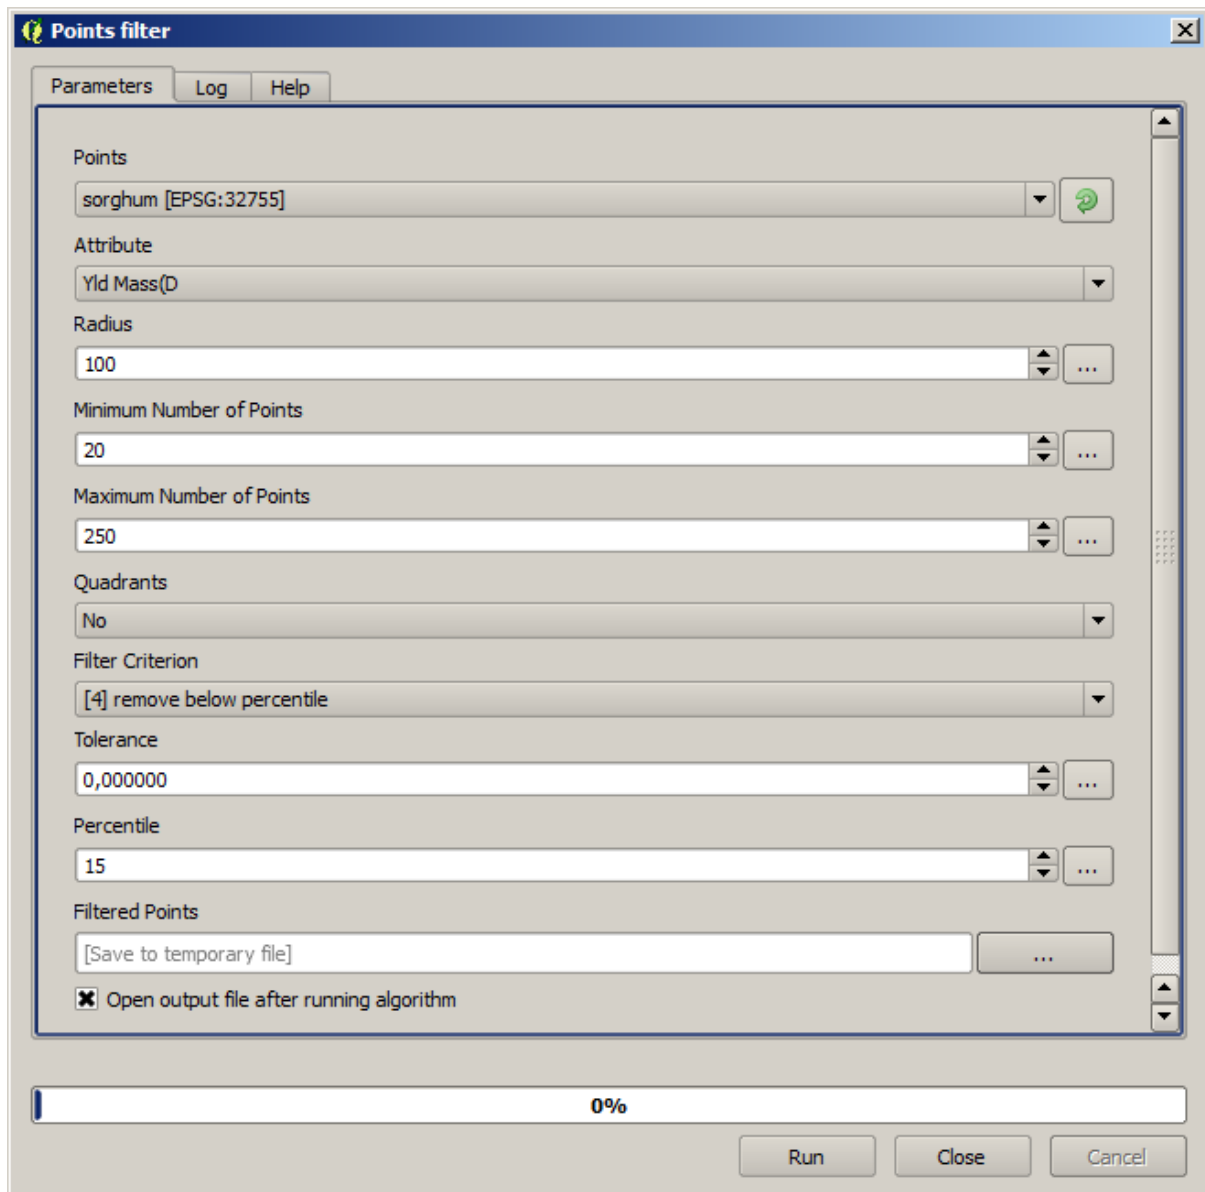 Points filter
Parameters Log Help
Points
sorghum [EPSG:32755]
Attribute
Yld Mass(D
Radius
100
...
Minimum Number of Points
20
...
Maximum Number of Points
250
...
Quadrants
No
Filter Criterion
[4] remove below percentile
Tolerance
0,000000
...
Percentile
15
...
Filtered Points
[Save to temporary file]
...
Open output file after running algorithm
0%
Run Close Cancel